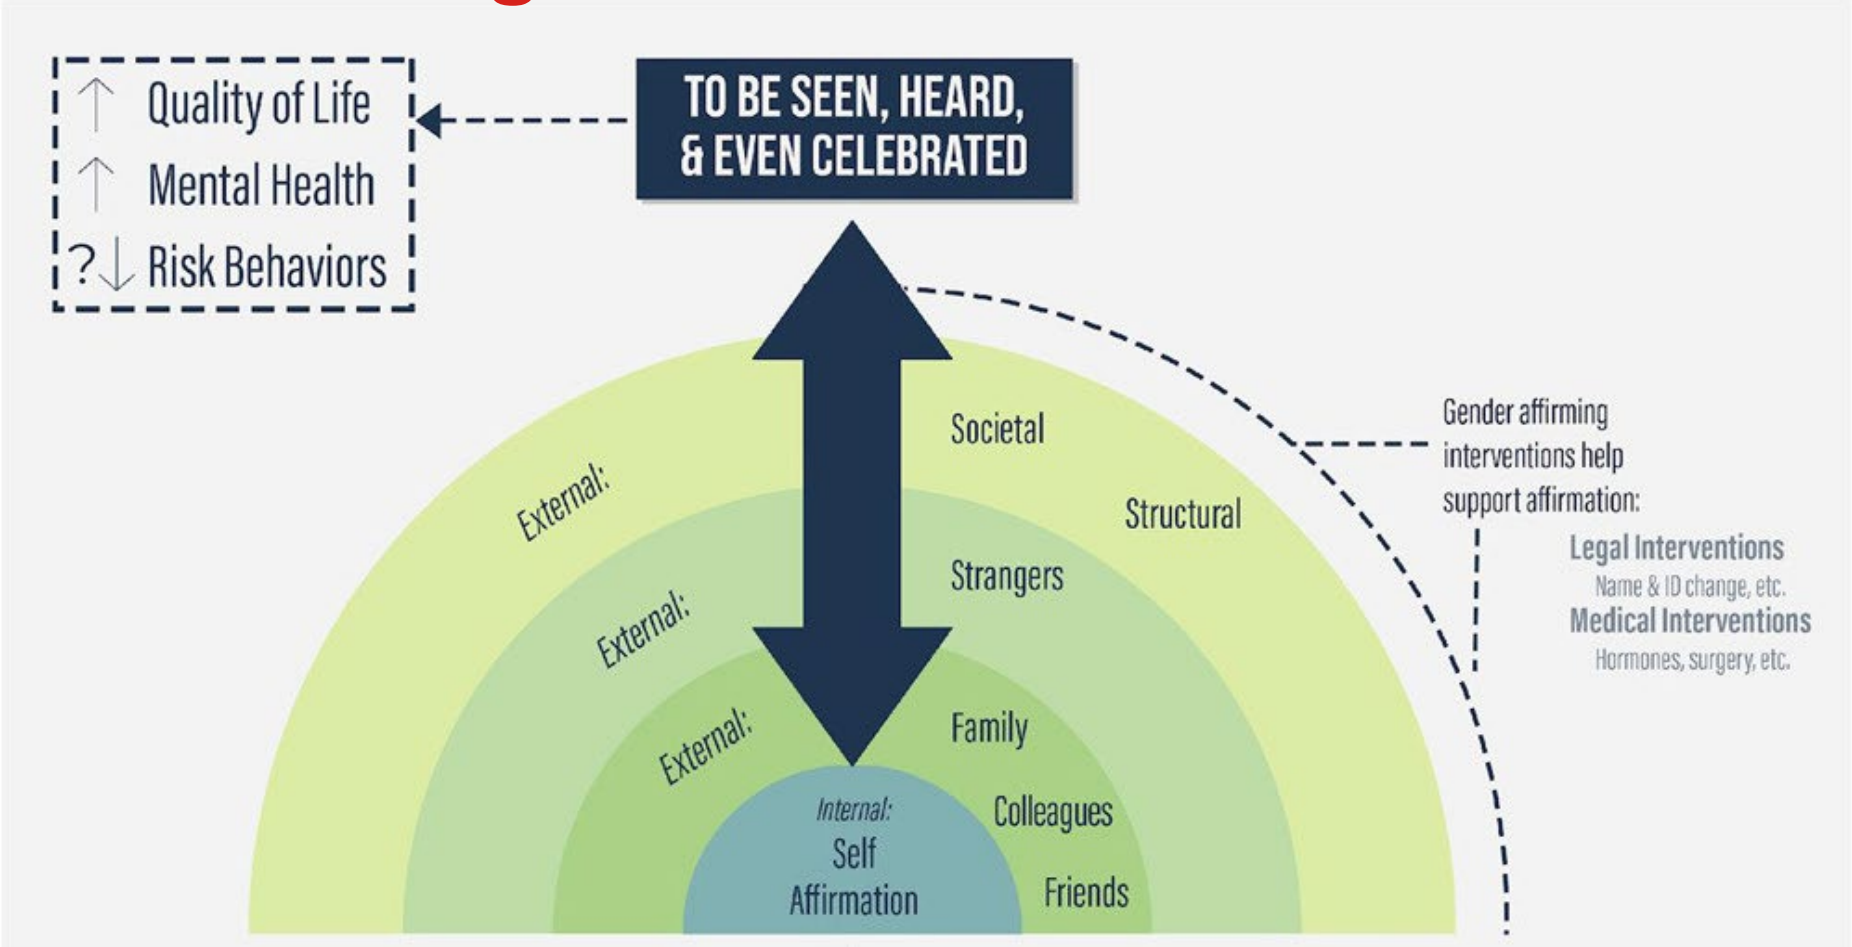 ↑ Quality of Life
↑ Mental Health
?↓ Risk Behaviors
TO BE SEEN, HEARD,
& EVEN CELEBRATED
External:
Societal
Structural
External:
Strangers
External:
Family
Colleagues
Friends
Internal:
Self
Affirmation
Gender affirming
interventions help
support affirmation:
Legal Interventions
Name & ID change, etc.
Medical Interventions
Hormones, surgery, etc.